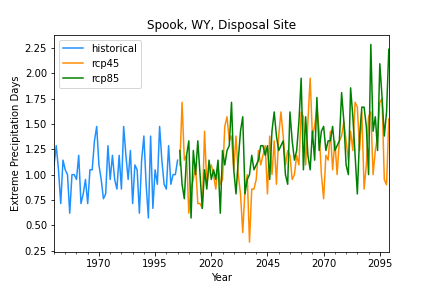 Spook, WY, Disposal Site
historical
rcp45
rcp85
Extreme Precipitation Days
2.25
2.00
1.75
1.50
1.25
1.00
0.75
0.50
0.25
1970 1995 2020 2045 2070 2095
Year